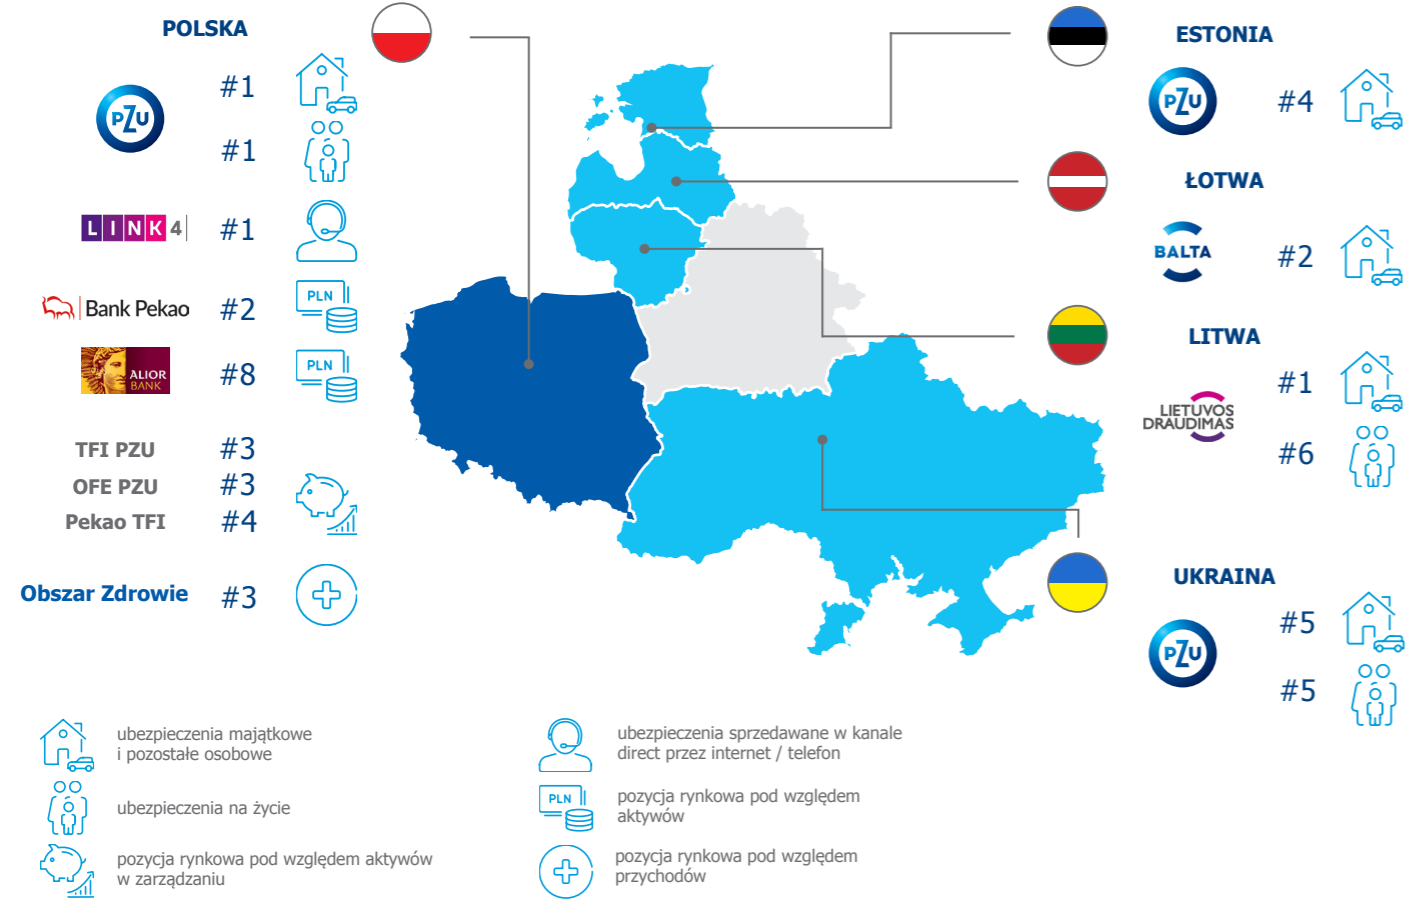 POLSKA
PZU
#1
#1
LINK4
#1
PLN
Bank Pekao
#2
ALIOR
BANK
#8
PLN
TFI PZU
#3
OFE PZU
#3
Pekao TFI
#4
Obszar Zdrowie
#3
ESTONIA
PZU
#4
ŁOTWA
BALTA
#2
LITWA
#1
LIETUVOS
DRAUDIMAS
#6
UKRAINA
#5
PZU
#5
ubezpieczenia majątkowe
i pozostałe osobowe
ubezpieczenia na życie
pozycja rynkowa pod względem aktywów
w zarządzaniu
ubezpieczenia sprzedawane w kanale
direct przez internet / telefon
PLN
pozycja rynkowa pod względem
aktywów
pozycja rynkowa pod względem
przychodów